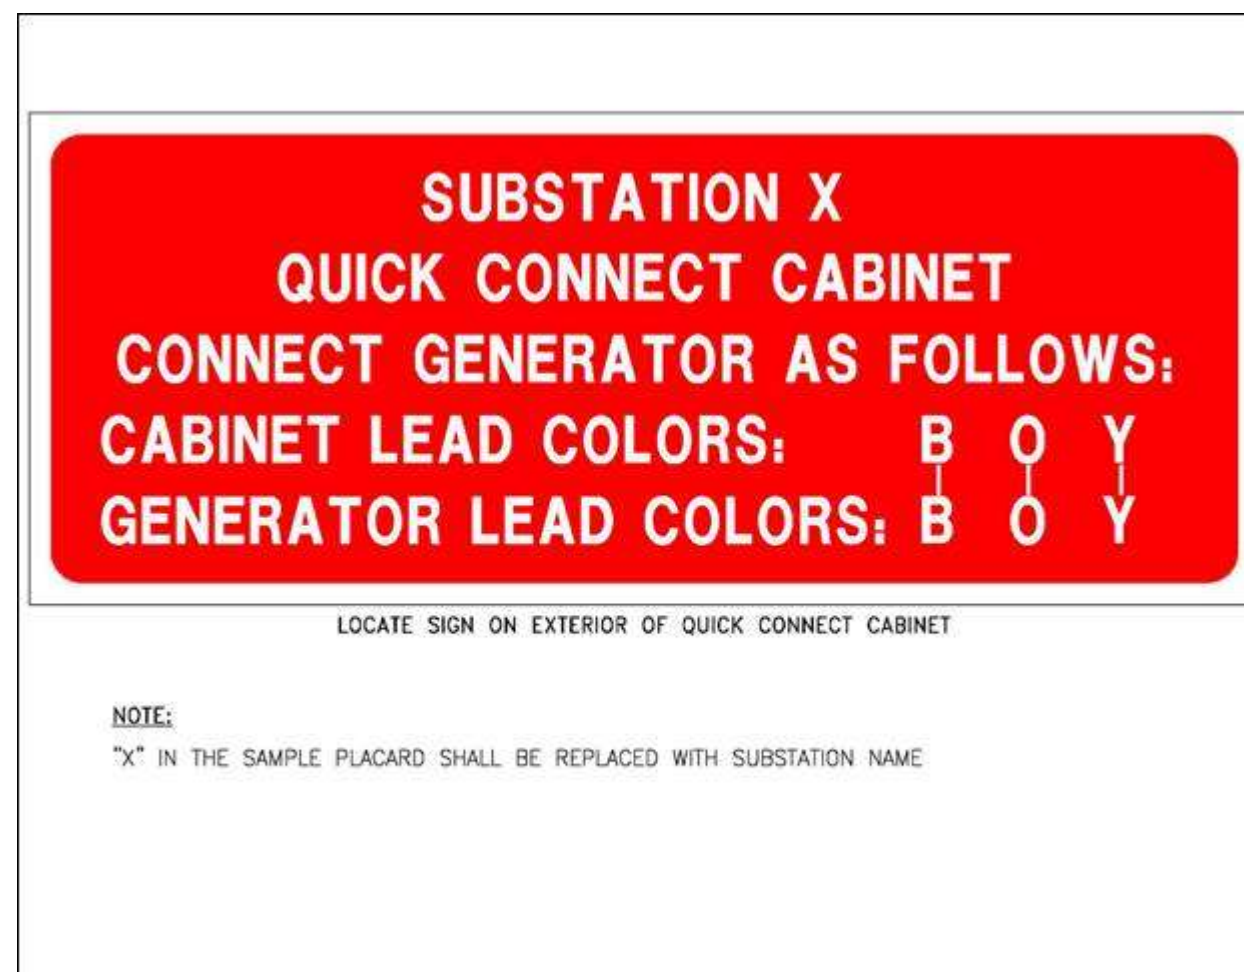 SUBSTATION X
QUICK CONNECT CABINET
CONNECT GENERATOR AS FOLLOWS:
CABINET LEAD COLORS: B O Y
GENERATOR LEAD COLORS: B O Y
LOCATE SIGN ON EXTERIOR OF QUICK CONNECT CABINET
NOTE:
"X" IN THE SAMPLE PLACARD SHALL BE REPLACED WITH SUBSTATION NAME